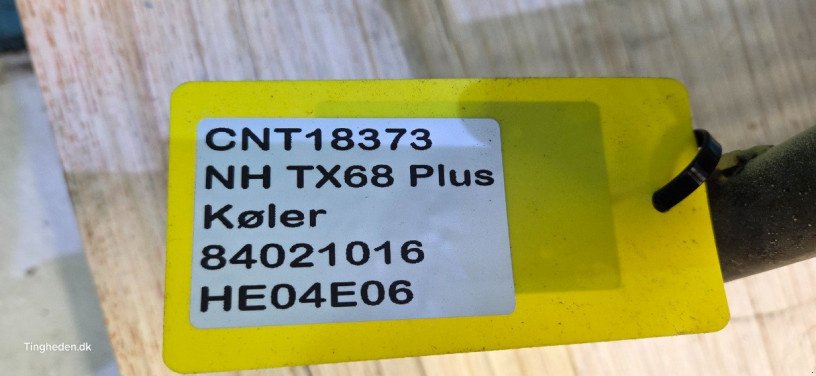 CNT18373
NH TX68 Plus
Køler
84021016
HE04E06
Tingheden.dk